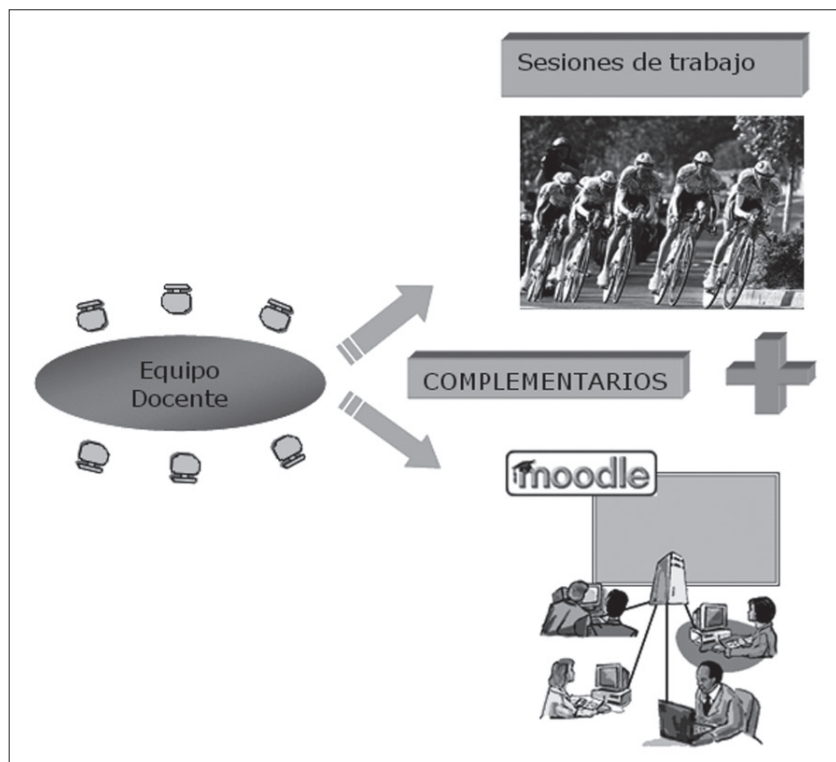 Sesiones de trabajo
Equipo
Docente
COMPLEMENTARIOS
moodle